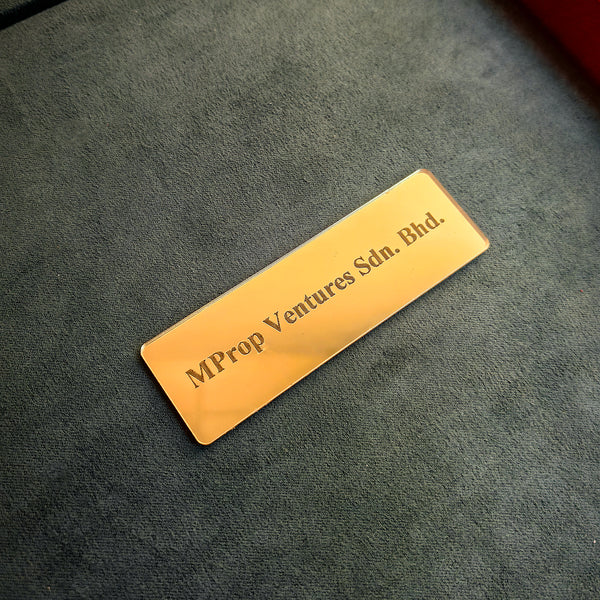 MProp Ventures Sdn. Bhd.